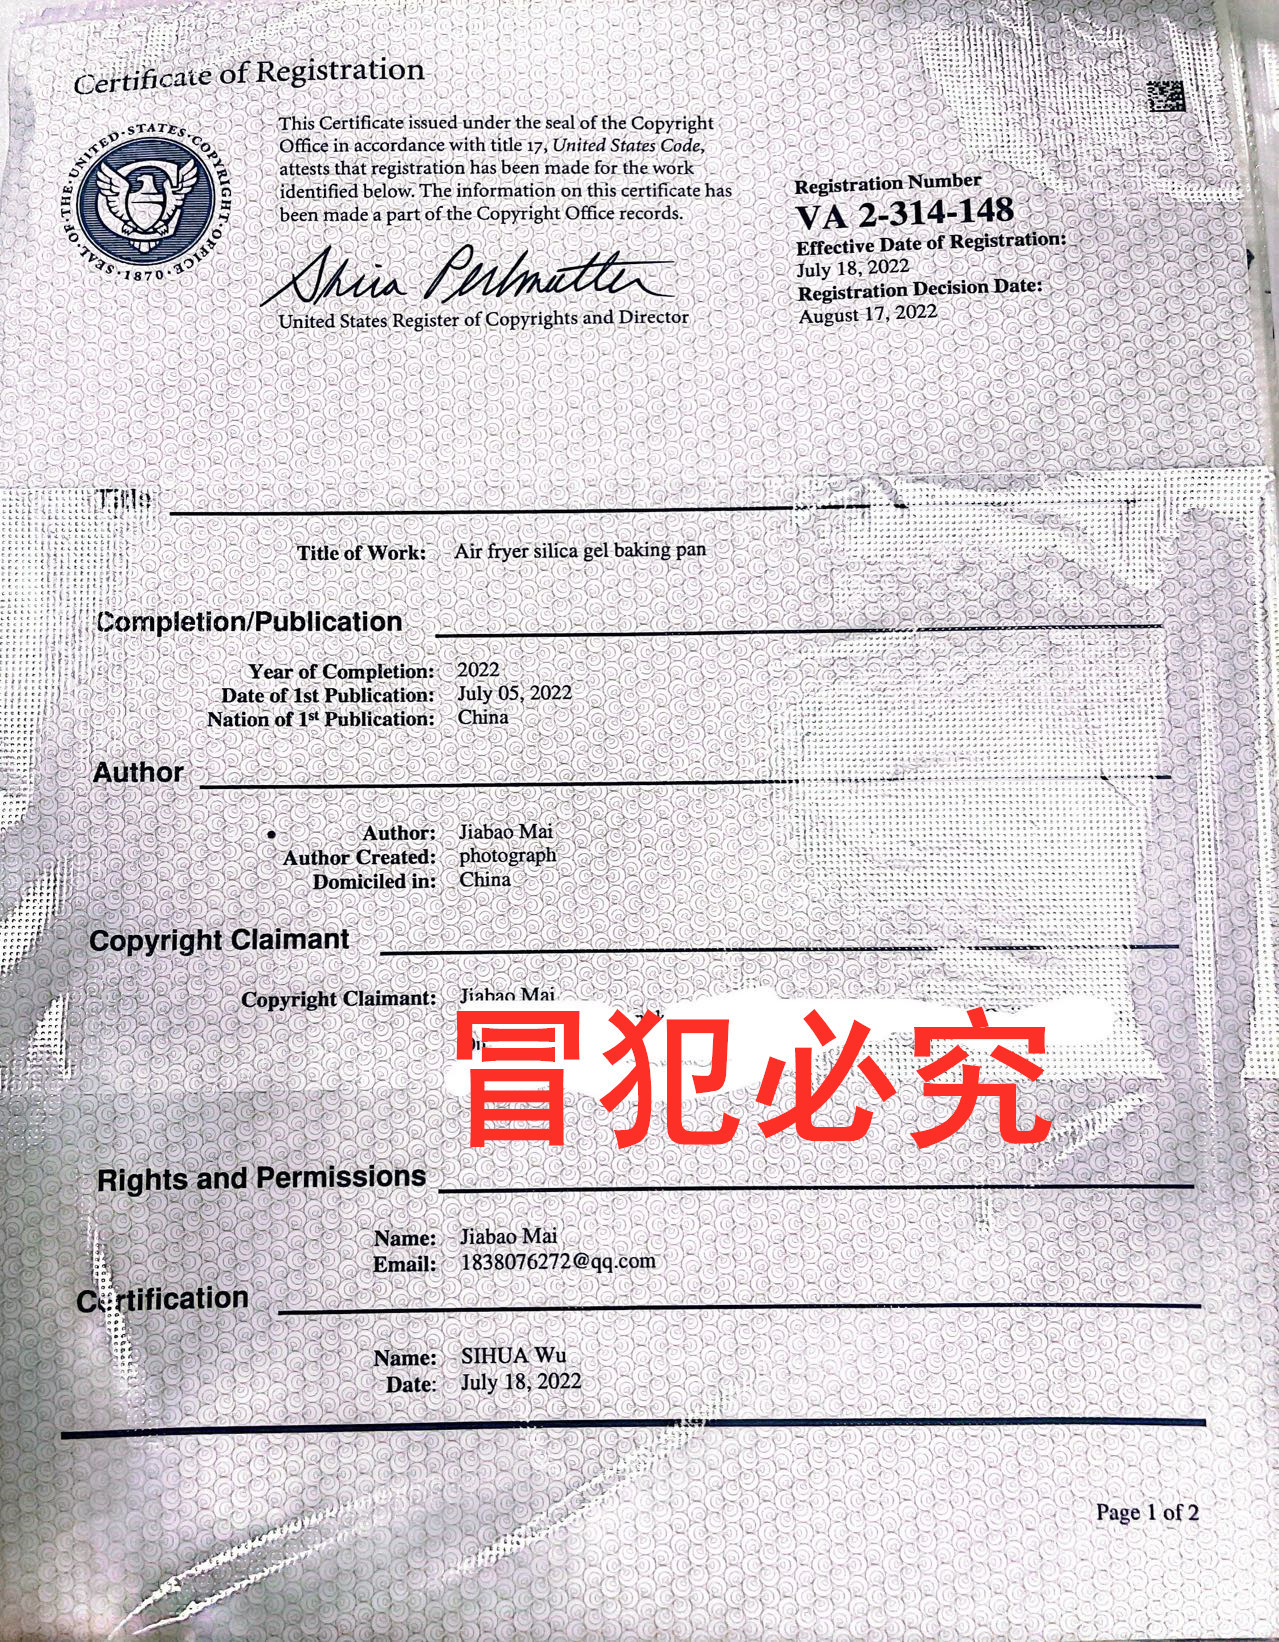 Certificate of Registration
SEAL·OF·THE·UNITED·STATES·COPYRIGHT·OFFICE·1870·
This Certificate issued under the seal of the Copyright
Office in accordance with title 17, United States Code,
attests that registration has been made for the work
identified below. The information on this certificate has
been made a part of the Copyright Office records.
Shira Perlmutter
United States Register of Copyrights and Director
Registration Number
VA 2-314-148
Effective Date of Registration:
July 18, 2022
Registration Decision Date:
August 17, 2022
Title
Title of Work: Air fryer silica gel baking pan
Completion/Publication
Year of Completion: 2022
Date of 1st Publication: July 05, 2022
Nation of 1st Publication: China
Author
• Author: Jiabao Mai
Author Created: photograph
Domiciled in: China
Copyright Claimant
Copyright Claimant: Jiabao Mai
冒犯必究
Rights and Permissions
Name: Jiabao Mai
Email: 1838076272@qq.com
Certification
Name: SIHUA Wu
Date: July 18, 2022
Page 1 of 2